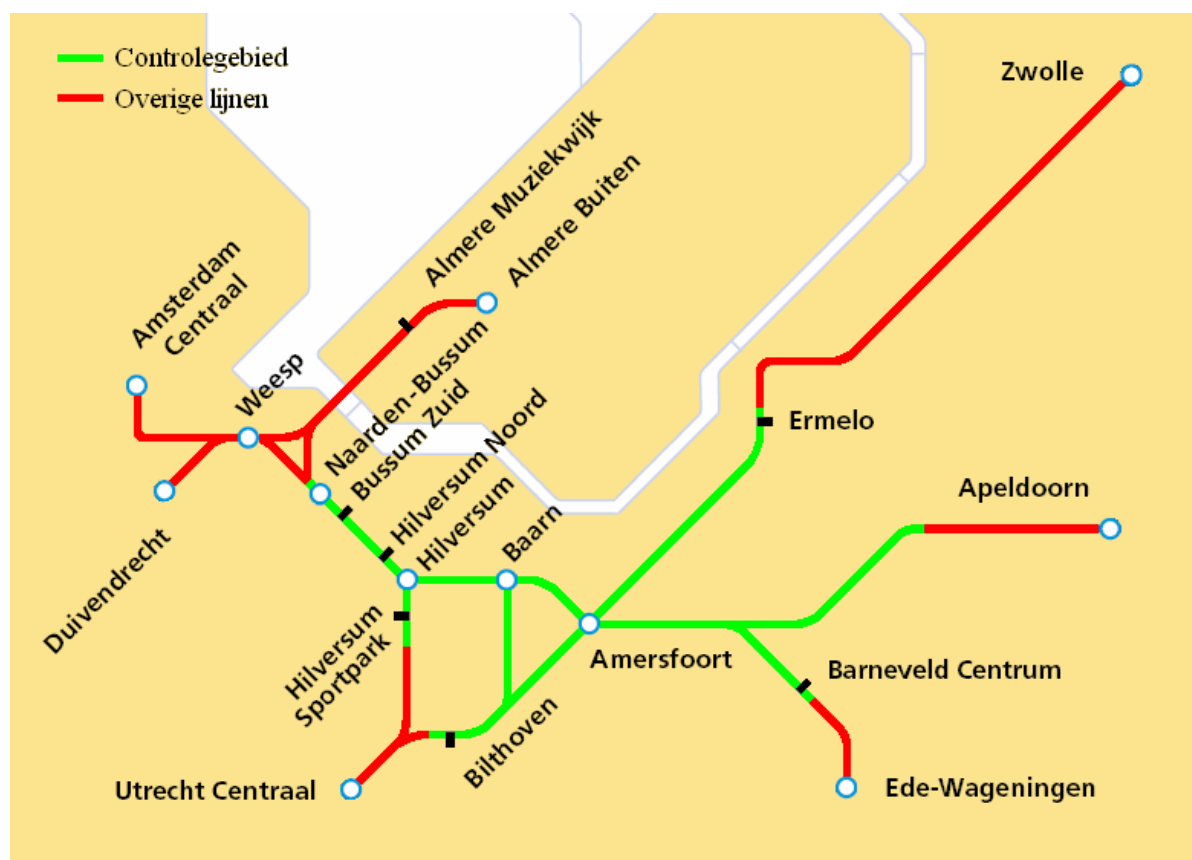 Controlegebied
Overige lijnen
Zwolle
Almere Muziekwijk
Almere Buiten
Amsterdam
Centraal
Weesp
Naarden-Bussum
Bussum Zuid
Hilversum Noord
Hilversum
Ermelo
Apeldoorn
Baarn
Duivendrecht
Hilversum
Sportpark
Amersfoort
Barneveld Centrum
Bilthoven
Utrecht Centraal
Ede-Wageningen